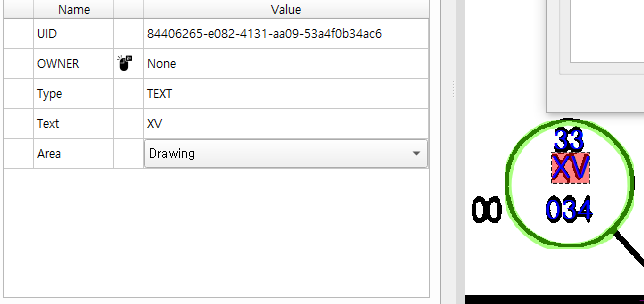 Name Value
UID 84406265-e082-4131-aa09-53a4f0b34ac6
OWNER None
Type TEXT
Text XV
Area Drawing
33
XV
00 034